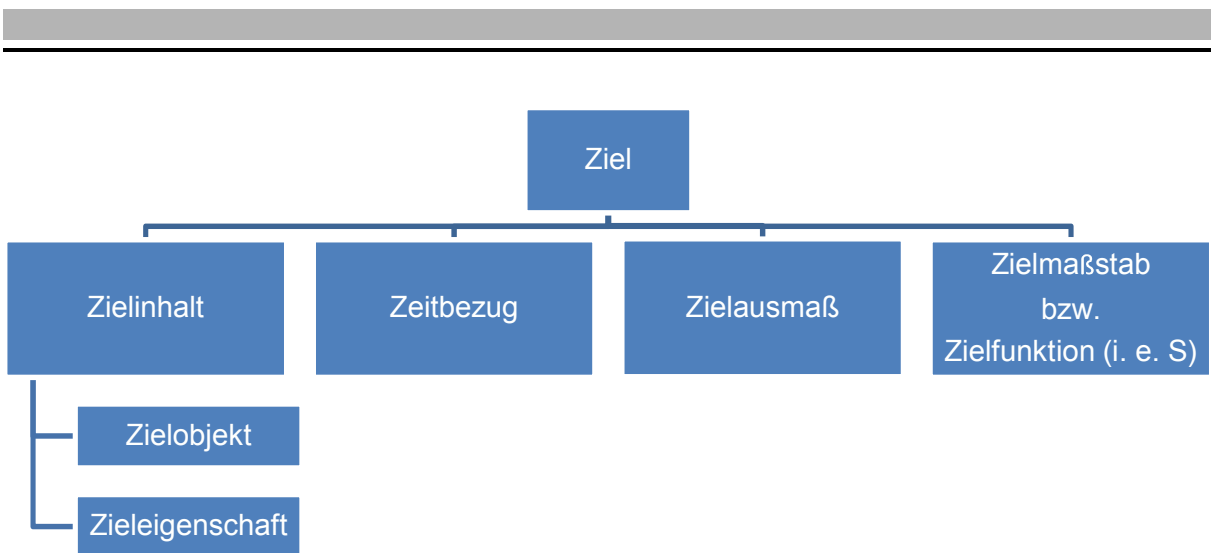 Ziel
Zielinhalt
Zeitbezug
Zielausmaß
Zielmaßstab
bzw.
Zielfunktion (i. e. S)
Zielobjekt
Zieleigenschaft